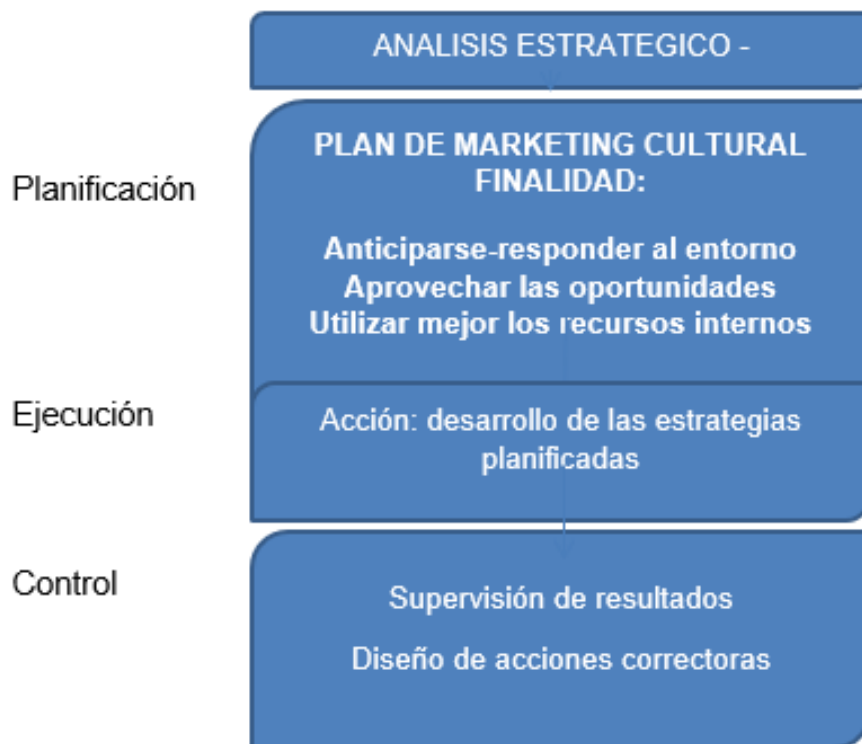 ANALISIS ESTRATEGICO -
Planificación
PLAN DE MARKETING CULTURAL
FINALIDAD:
Anticiparse-responder al entorno
Aprovechar las oportunidades
Utilizar mejor los recursos internos
Ejecución
Acción: desarrollo de las estrategias
planificadas
Control
Supervisión de resultados
Diseño de acciones correctoras